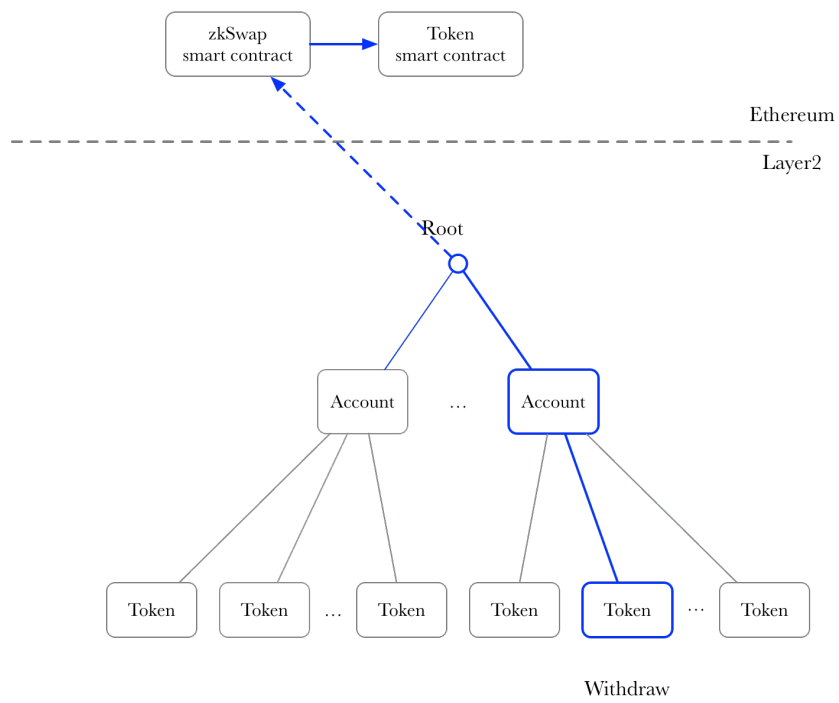 zkSwap
smart contract
Token
smart contract
Ethereum
Layer2
Root
Account
...
Account
Token
Token
...
Token
Token
Token
...
Token
Withdraw